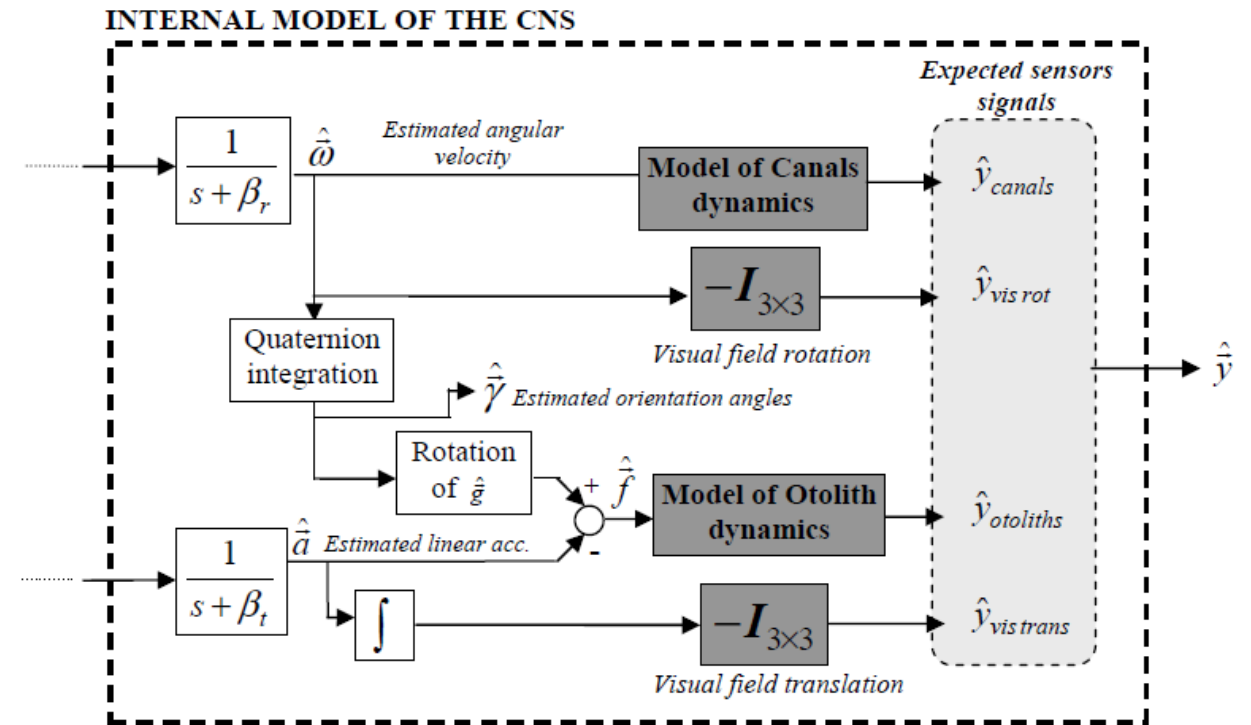 INTERNAL MODEL OF THE CNS
Expected sensors
signals
1
s + β_r
ω̂⃗
Estimated angular
velocity
Model of Canals
dynamics
ŷ_canals
−I_3×3
ŷ_vis rot
Visual field rotation
Quaternion
integration
γ̂⃗ Estimated orientation angles
Rotation
of ĝ⃗
+
-
f̂⃗
Model of Otolith
dynamics
ŷ_otoliths
1
s + β_t
â⃗ Estimated linear acc.
∫
−I_3×3
ŷ_vis trans
Visual field translation
ŷ⃗